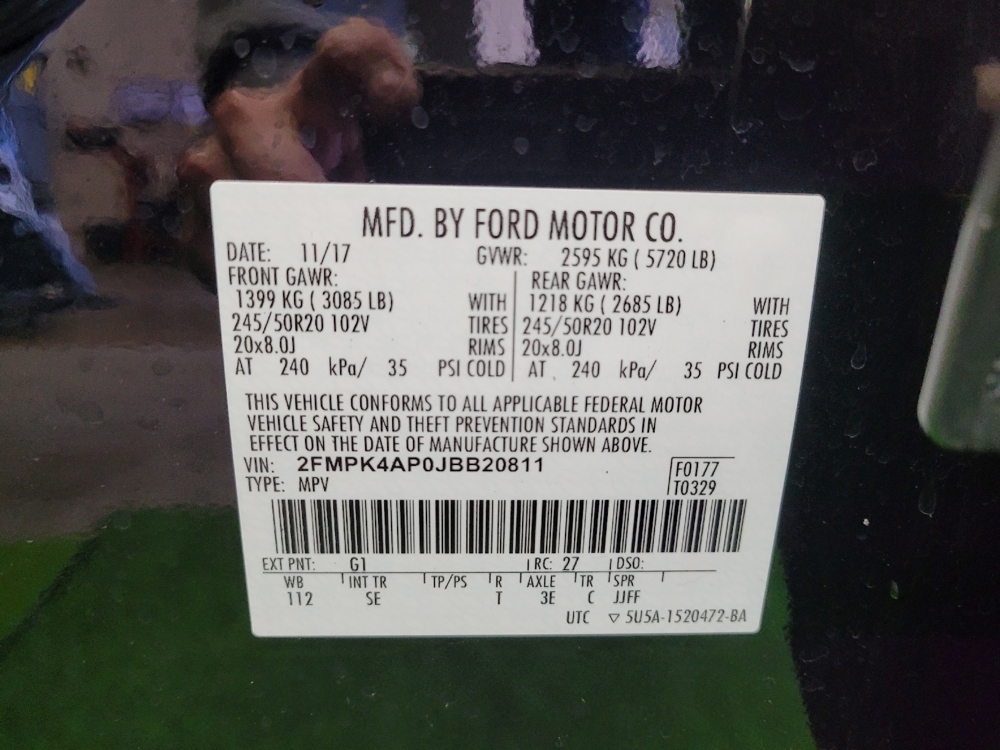 MFD. BY FORD MOTOR CO.
DATE: 11/17 GVWR: 2595 KG ( 5720 LB)
FRONT GAWR: REAR GAWR:
1399 KG ( 3085 LB) WITH 1218 KG ( 2685 LB) WITH
245/50R20 102V TIRES 245/50R20 102V TIRES
20x8.0J RIMS 20x8.0J RIMS
AT 240 kPa/ 35 PSI COLD AT 240 kPa/ 35 PSI COLD
THIS VEHICLE CONFORMS TO ALL APPLICABLE FEDERAL MOTOR
VEHICLE SAFETY AND THEFT PREVENTION STANDARDS IN
EFFECT ON THE DATE OF MANUFACTURE SHOWN ABOVE.
VIN: 2FMPK4AP0JBB20811 F0177
TYPE: MPV T0329
EXT PNT: G1 RC: 27 DSO:
WB INT TR TP/PS R AXLE TR SPR
112 SE T 3E C JJFF
UTC ▽ 5U5A-1520472-BA